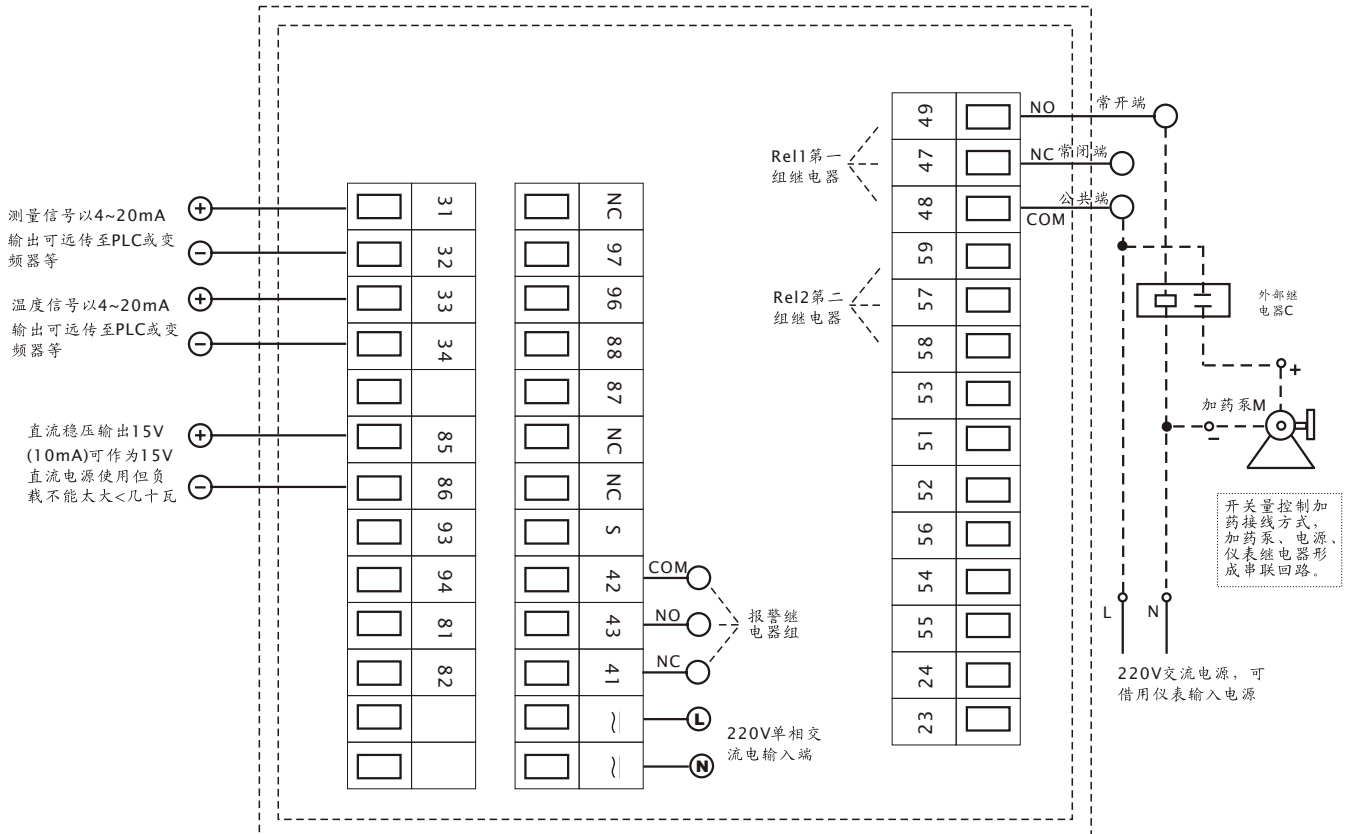 测量信号以4~20mA
输出可远传至PLC或变
频器等
温度信号以4~20mA
输出可远传至PLC或变
频器等
直流稳压输出15V
(10mA)可作为15V
直流电源使用但负
载不能太大<几十瓦
31
32
33
34
85
86
93
94
81
82
NC
97
96
88
87
NC
NC
S
42
43
41
~
~
COM
NO
NC
报警继
电器组
L
N
220V单相交
流电输入端
Rel1第一
组继电器
Rel2第二
组继电器
49
47
48
59
57
58
53
51
52
56
54
55
24
23
NO
常开端
NC
常闭端
公共端
COM
外部继
电器C
+
加药泵M
-
开关量控制加
药接线方式，
加药泵、电源、
仪表继电器形
成串联回路。
L
N
220V交流电源，可
借用仪表输入电源